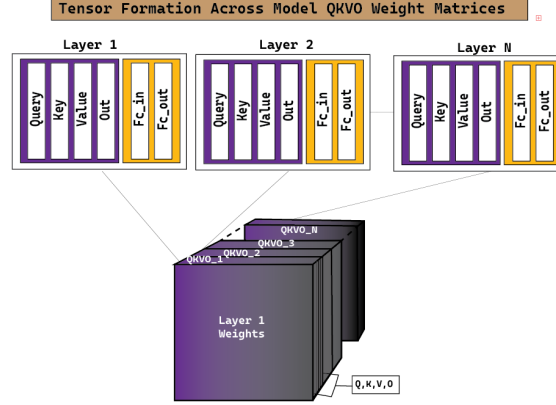 Tensor Formation Across Model QKVO Weight Matrices
Layer 1
Layer 2
Layer N
Query
Key
Value
Out
Fc_in
Fc_out
Query
Key
Value
Out
Fc_in
Fc_out
Query
Key
Value
Out
Fc_in
Fc_out
QKVO_N
QKVO_3
QKVO_2
QKVO_1
Layer 1
Weights
Q,K,V,O